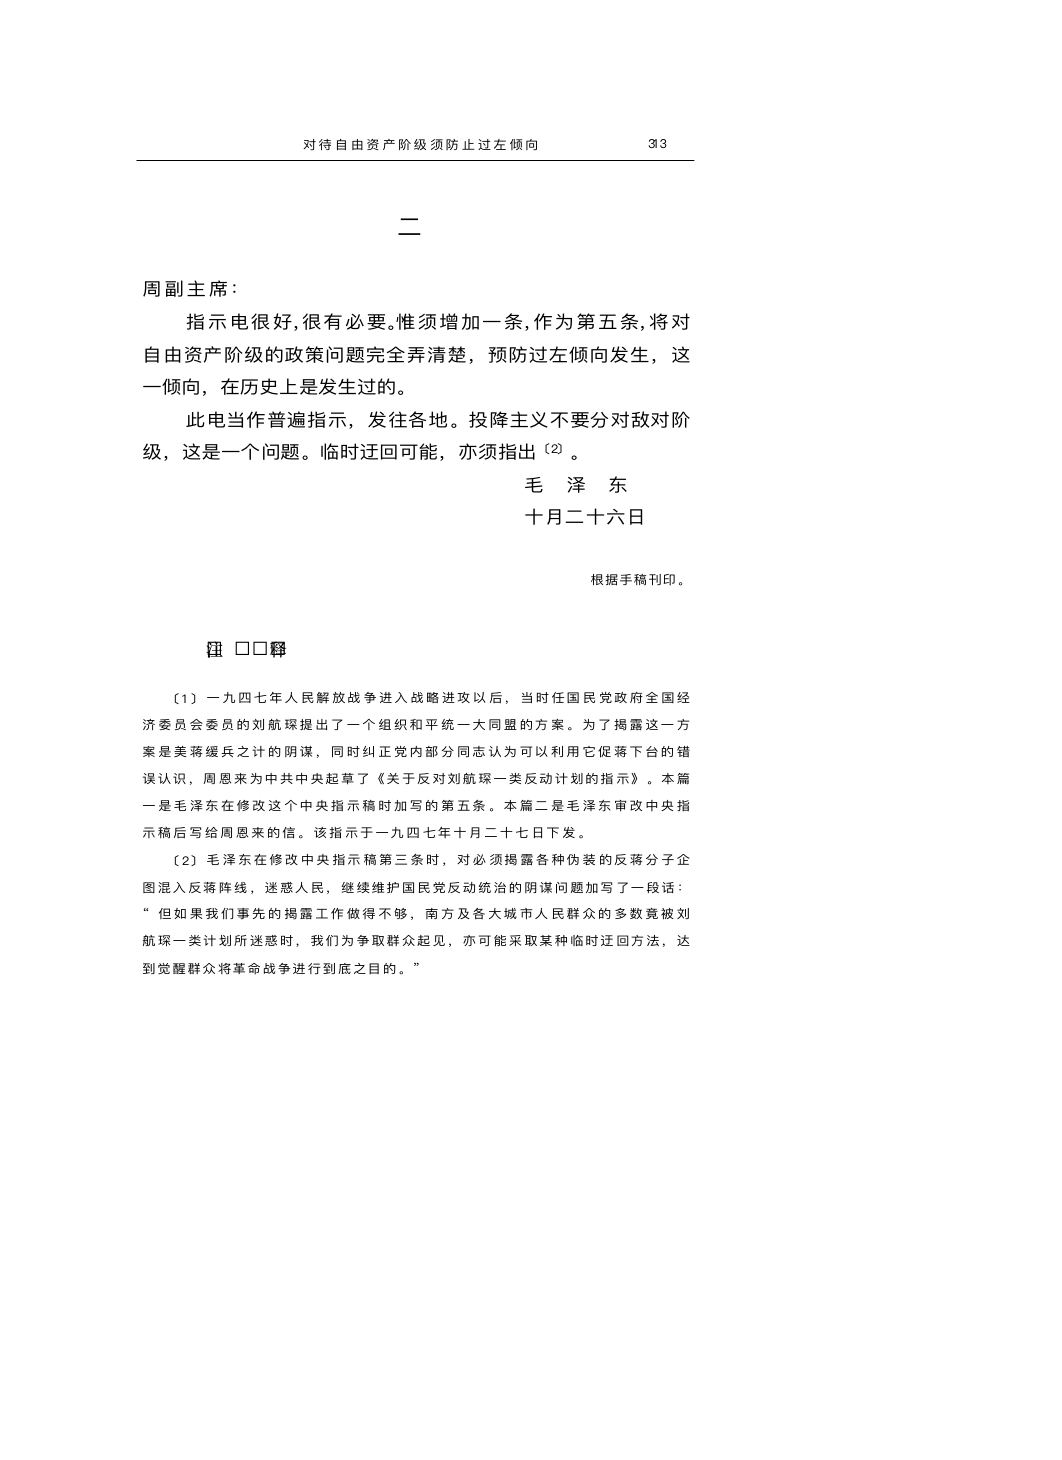 对待自由资产阶级须防止过左倾向 313
二
周副主席：
指示电很好，很有必要。惟须增加一条，作为第五条，将对
自由资产阶级的政策问题完全弄清楚，预防过左倾向发生，这
一倾向，在历史上是发生过的。
此电当作普遍指示，发往各地。投降主义不要分对敌对阶
级，这是一个问题。临时迂回可能，亦须指出〔2〕。
毛 泽 东
十月二十六日
根据手稿刊印。
注 □□释
〔1〕一九四七年人民解放战争进入战略进攻以后，当时任国民党政府全国经
济委员会委员的刘航琛提出了一个组织和平统一大同盟的方案。为了揭露这一方
案是美蒋缓兵之计的阴谋，同时纠正党内部分同志认为可以利用它促蒋下台的错
误认识，周恩来为中共中央起草了《关于反对刘航琛一类反动计划的指示》。本篇
一是毛泽东在修改这个中央指示稿时加写的第五条。本篇二是毛泽东审改中央指
示稿后写给周恩来的信。该指示于一九四七年十月二十七日下发。
〔2〕毛泽东在修改中央指示稿第三条时，对必须揭露各种伪装的反蒋分子企
图混入反蒋阵线，迷惑人民，继续维护国民党反动统治的阴谋问题加写了一段话：
“但如果我们事先的揭露工作做得不够，南方及各大城市人民群众的多数竟被刘
航琛一类计划所迷惑时，我们为争取群众起见，亦可能采取某种临时迂回方法，达
到觉醒群众将革命战争进行到底之目的。”